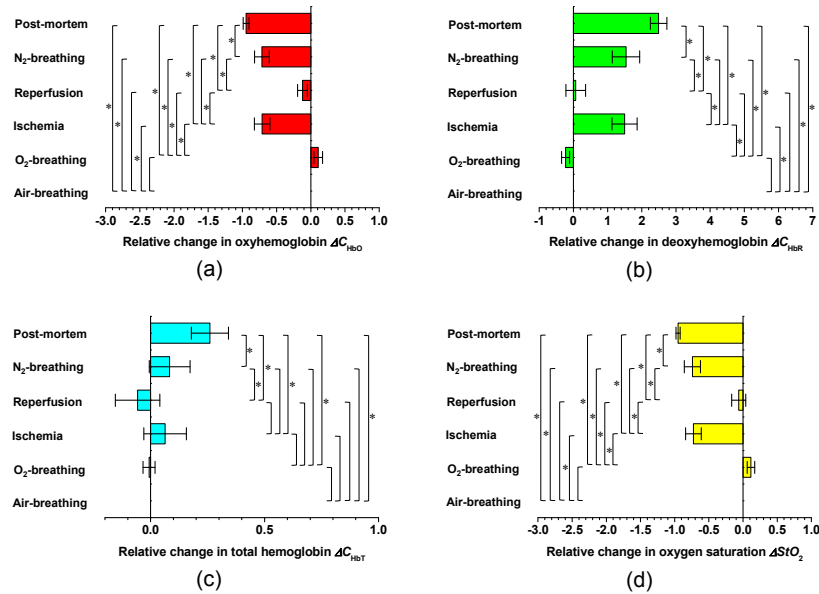 Post-mortem
N₂-breathing
Reperfusion
Ischemia
O₂-breathing
Air-breathing
* * * * * * * * * * * *
-3.0 -2.5 -2.0 -1.5 -1.0 -0.5 0.0 0.5 1.0
Relative change in oxyhemoglobin ΔC_HbO
(a)
Post-mortem
N₂-breathing
Reperfusion
Ischemia
O₂-breathing
Air-breathing
* * * * * * * * * * * *
-1 0 1 2 3 4 5 6 7
Relative change in deoxyhemoglobin ΔC_HbR
(b)
Post-mortem
N₂-breathing
Reperfusion
Ischemia
O₂-breathing
Air-breathing
* * * * * * * *
0.0 0.5 1.0
Relative change in total hemoglobin ΔC_HbT
(c)
Post-mortem
N₂-breathing
Reperfusion
Ischemia
O₂-breathing
Air-breathing
* * * * * * * * * * * *
-3.0 -2.5 -2.0 -1.5 -1.0 -0.5 0.0 0.5 1.0
Relative change in oxygen saturation ΔStO₂
(d)